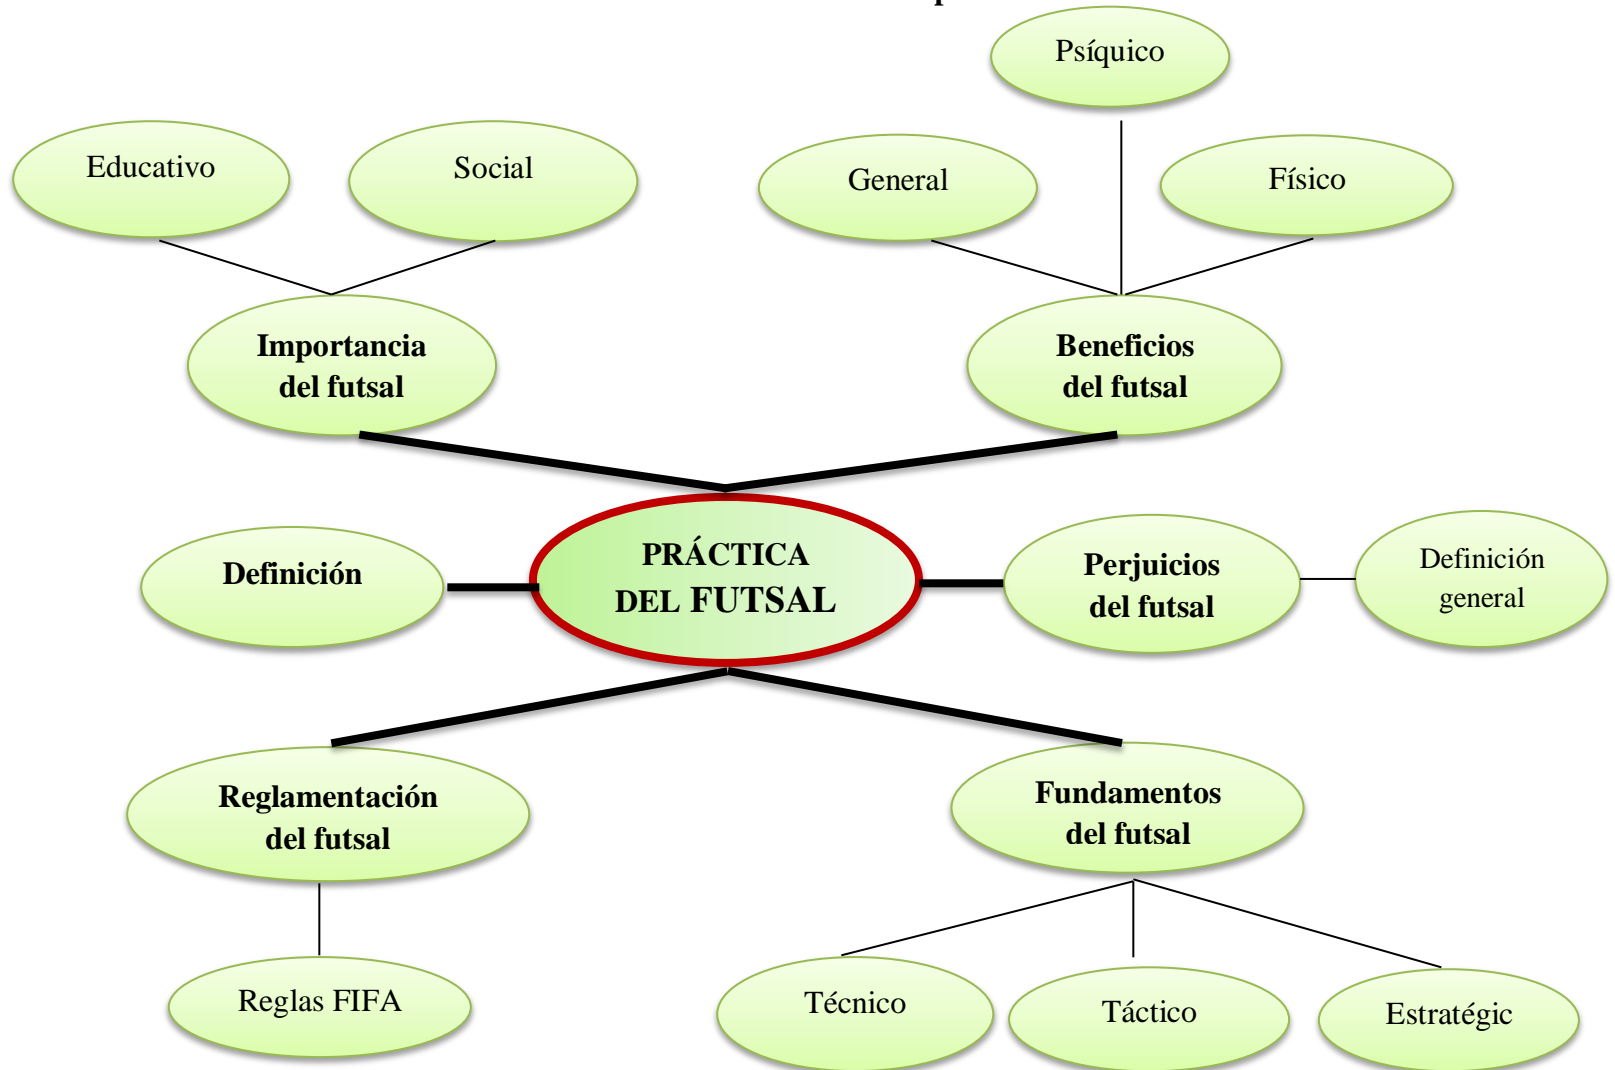 Psíquico
Educativo
Social
General
Físico
Importancia
del futsal
Beneficios
del futsal
Definición
PRÁCTICA
DEL FUTSAL
Perjuicios
del futsal
Definición
general
Reglamentación
del futsal
Fundamentos
del futsal
Reglas FIFA
Técnico
Táctico
Estratégic